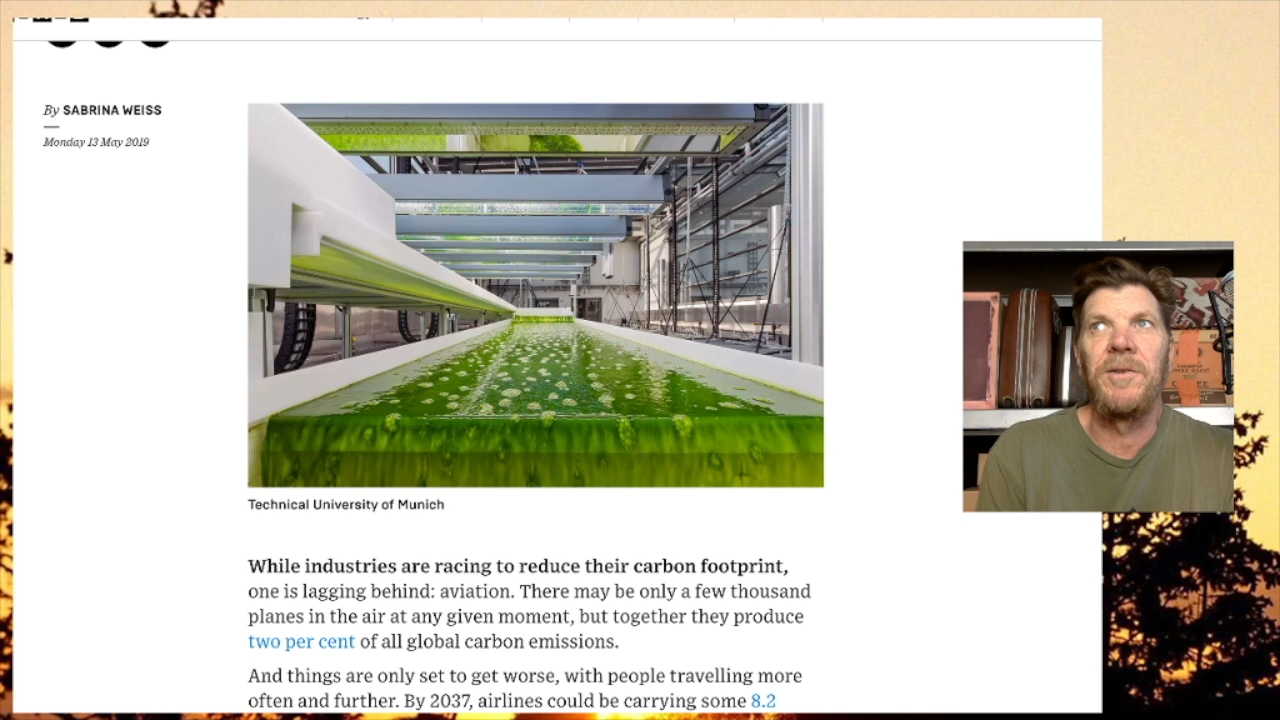 By SABRINA WEISS
Monday 13 May 2019
Technical University of Munich
While industries are racing to reduce their carbon footprint,
one is lagging behind: aviation. There may be only a few thousand
planes in the air at any given moment, but together they produce
two per cent of all global carbon emissions.
And things are only set to get worse, with people travelling more
often and further. By 2037, airlines could be carrying some 8.2